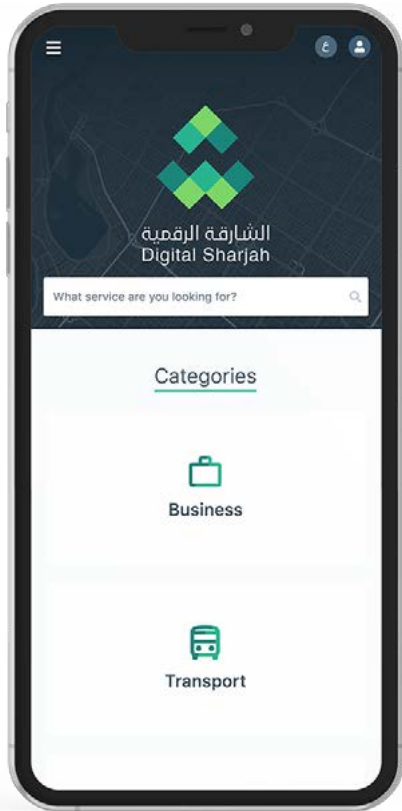 ع
الشارقة الرقمية
Digital Sharjah
What service are you looking for?
Categories
Business
Transport